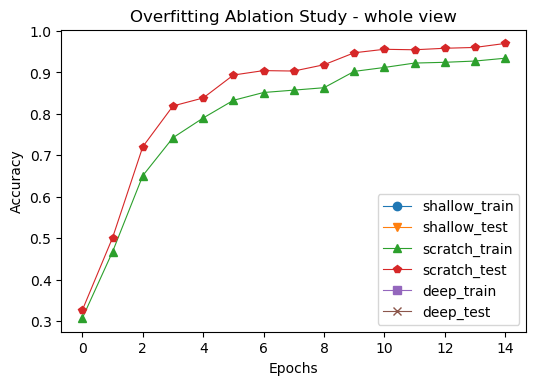 Overfitting Ablation Study - whole view
1.0
0.9
0.8
0.7
0.6
0.5
0.4
0.3
Accuracy
shallow_train
shallow_test
scratch_train
scratch_test
deep_train
deep_test
0 2 4 6 8 10 12 14
Epochs